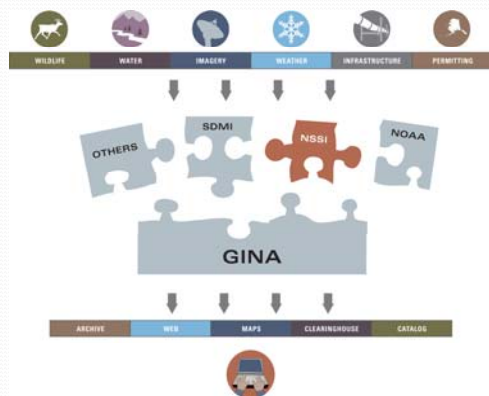 WILDLIFE WATER IMAGERY WEATHER INFRASTRUCTURE PERMITTING
OTHERS SDMI NSSI NOAA
GINA
ARCHIVE WEB MAPS CLEARINGHOUSE CATALOG